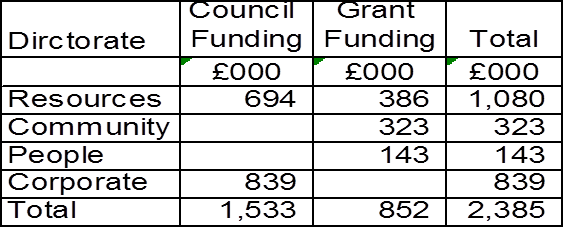 Dirctorate Council Funding Grant Funding Total
£000 £000 £000
Resources 694 386 1,080
Community 323 323
People 143 143
Corporate 839 839
Total 1,533 852 2,385